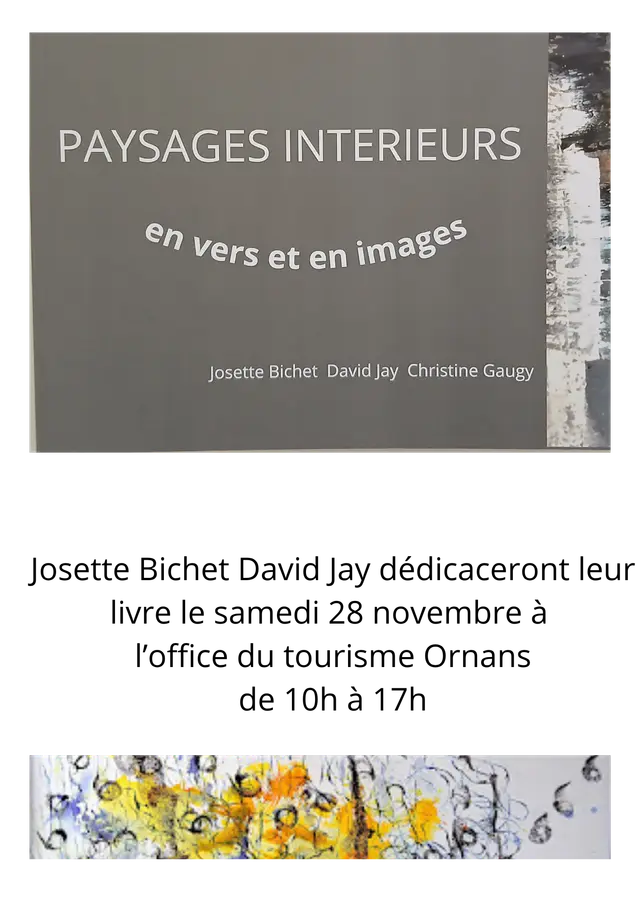 PAYSAGES INTERIEURS
en vers et en images
Josette Bichet David Jay Christine Gaugy
Josette Bichet David Jay dédicaceront leur
livre le samedi 28 novembre à
l’office du tourisme Ornans
de 10h à 17h